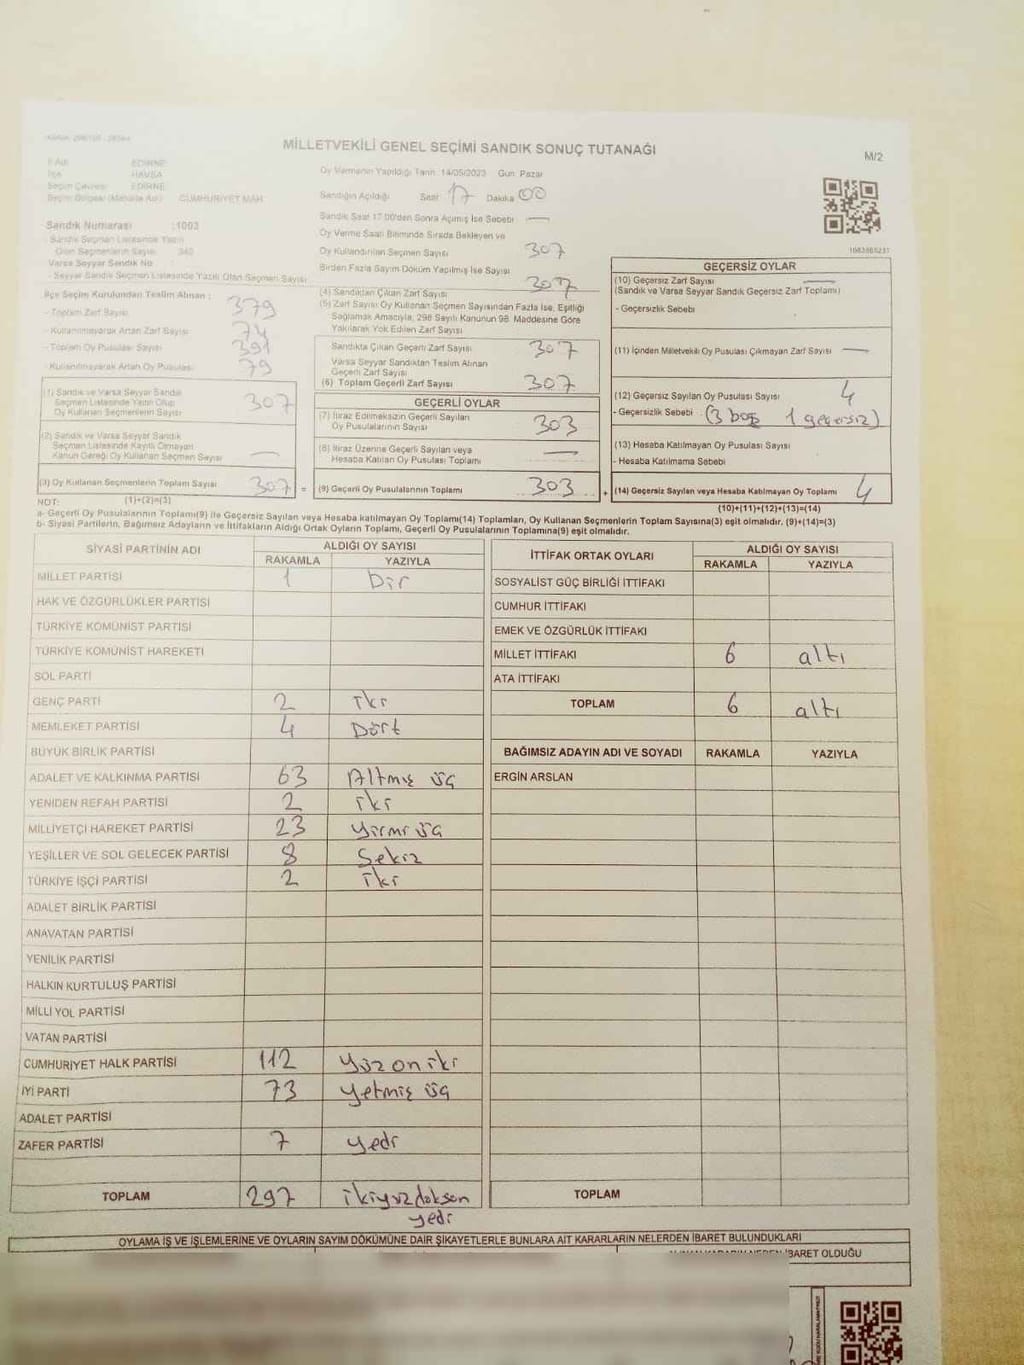 MİLLETVEKİLİ GENEL SEÇİMİ SANDIK SONUÇ TUTANAĞI
M/2
İl Adı EDİRNE
İlçe HAVSA
Seçim Çevresi EDİRNE
Seçim Bölgesi (Mahalle Adı) CUMHURİYET MAH
Sandık Numarası :1003
- Sandık Seçmen Listesinde Yazılı
Olan Seçmenlerin Sayısı 340
Varsa Seyyar Sandık No
- Seyyar Sandık Seçmen Listesinde Yazılı Olan Seçmen Sayısı
İlçe Seçim Kurulundan Teslim Alınan :
- Toplam Zarf Sayısı 379
- Kullanılmayarak Artan Zarf Sayısı 74
- Toplam Oy Pusulası Sayısı 391
- Kullanılmayarak Artan Oy Pusulası 79
(1) Sandık ve Varsa Seyyar Sandık
Seçmen Listesinde Yazılı Olup
Oy Kullanan Seçmenlerin Sayısı 307
(2) Sandık ve Varsa Seyyar Sandık
Seçmen Listesinde Kayıtlı Olmayan
Kanun Gereği Oy Kullanan Seçmen Sayısı —
(3) Oy Kullanan Seçmenlerin Toplam Sayısı 307 =
Oy Vermenin Yapıldığı Tarih 14/05/2023 Gün Pazar
Sandığın Açıldığı Saat 17 Dakika 00
Sandık Saat 17.00'den Sonra Açılmış İse Sebebi —
Oy Verme Saati Bitiminde Sırada Bekleyen ve
Oy Kullandırılan Seçmen Sayısı 307
Birden Fazla Sayım Döküm Yapılmış İse Sayısı
(4) Sandıktan Çıkan Zarf Sayısı 307
(5) Zarf Sayısı Oy Kullanan Seçmen Sayısından Fazla İse, Eşitliği
Sağlamak Amacıyla, 298 Sayılı Kanunun 98. Maddesine Göre
Yakılarak Yok Edilen Zarf Sayısı
Sandıkta Çıkan Geçerli Zarf Sayısı 307
Varsa Seyyar Sandıktan Teslim Alınan
Geçerli Zarf Sayısı
(6) Toplam Geçerli Zarf Sayısı 307
GEÇERLİ OYLAR
(7) İtiraz Edilmeksizin Geçerli Sayılan
Oy Pusulalarının Sayısı 303
(8) İtiraz Üzerine Geçerli Sayılan veya
Hesaba Katılan Oy Pusulası Toplamı —
(9) Geçerli Oy Pusulalarının Toplamı 303 +
GEÇERSİZ OYLAR
(10) Geçersiz Zarf Sayısı —
(Sandık ve Varsa Seyyar Sandık Geçersiz Zarf Toplamı)
- Geçersizlik Sebebi
(11) İçinden Milletvekili Oy Pusulası Çıkmayan Zarf Sayısı —
(12) Geçersiz Sayılan Oy Pusulası Sayısı 4
- Geçersizlik Sebebi (3 boş 1 geçersiz)
(13) Hesaba Katılmayan Oy Pusulası Sayısı
- Hesaba Katılmama Sebebi
(14) Geçersiz Sayılan veya Hesaba Katılmayan Oy Toplamı 4
NOT: (1)+(2)=(3)
(10)+(11)+(12)+(13)=(14)
a- Geçerli Oy Pusulalarının Toplamı(9) ile Geçersiz Sayılan veya Hesaba katılmayan Oy Toplamı(14) Toplamları, Oy Kullanan Seçmenlerin Toplam Sayısına(3) eşit olmalıdır. (9)+(14)=(3)
b- Siyasi Partilerin, Bağımsız Adayların ve İttifakların Aldığı Ortak Oyların Toplamı, Geçerli Oy Pusulalarının Toplamına(9) eşit olmalıdır.
SİYASİ PARTİNİN ADI
ALDIĞI OY SAYISI
RAKAMLA YAZIYLA
MİLLET PARTİSİ 1 Bir
HAK VE ÖZGÜRLÜKLER PARTİSİ
TÜRKİYE KOMÜNİST PARTİSİ
TÜRKİYE KOMÜNİST HAREKETİ
SOL PARTİ
GENÇ PARTİ 2 iki
MEMLEKET PARTİSİ 4 Dört
BÜYÜK BİRLİK PARTİSİ
ADALET VE KALKINMA PARTİSİ 63 Altmış üç
YENİDEN REFAH PARTİSİ 2 iki
MİLLİYETÇİ HAREKET PARTİSİ 23 yirmi üç
YEŞİLLER VE SOL GELECEK PARTİSİ 8 Sekiz
TÜRKİYE İŞÇİ PARTİSİ 2 iki
ADALET BİRLİK PARTİSİ
ANAVATAN PARTİSİ
YENİLİK PARTİSİ
HALKIN KURTULUŞ PARTİSİ
MİLLİ YOL PARTİSİ
VATAN PARTİSİ
CUMHURİYET HALK PARTİSİ 112 yüz on iki
İYİ PARTİ 73 yetmiş üç
ADALET PARTİSİ
ZAFER PARTİSİ 7 yedi
TOPLAM 297 ikiyüzdoksan
yedi
İTTİFAK ORTAK OYLARI
ALDIĞI OY SAYISI
RAKAMLA YAZIYLA
SOSYALİST GÜÇ BİRLİĞİ İTTİFAKI
CUMHUR İTTİFAKI
EMEK VE ÖZGÜRLÜK İTTİFAKI
MİLLET İTTİFAKI 6 altı
ATA İTTİFAKI
TOPLAM 6 altı
BAĞIMSIZ ADAYIN ADI VE SOYADI RAKAMLA YAZIYLA
ERGİN ARSLAN
TOPLAM
OYLAMA İŞ VE İŞLEMLERİNE VE OYLARIN SAYIM DÖKÜMÜNE DAİR ŞİKAYETLERLE BUNLARA AİT KARARLARIN NELERDEN İBARET BULUNDUKLARI
İBARET OLDUĞU